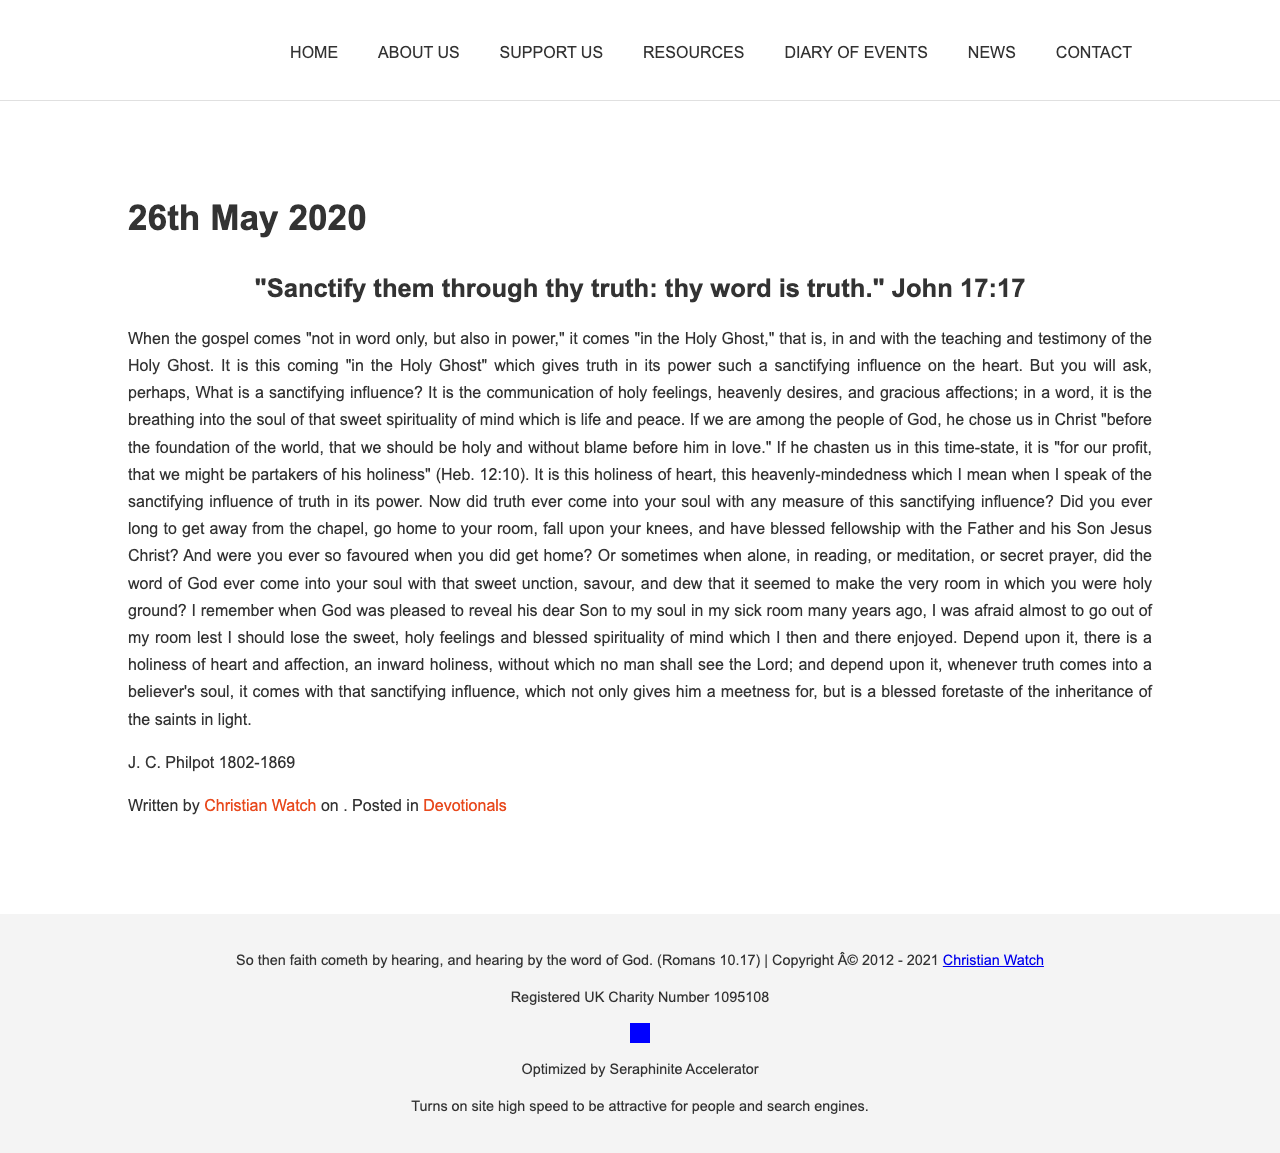 HOME ABOUT US SUPPORT US RESOURCES DIARY OF EVENTS NEWS CONTACT
26th May 2020
"Sanctify them through thy truth: thy word is truth." John 17:17
When the gospel comes "not in word only, but also in power," it comes "in the Holy Ghost," that is, in and with the teaching and testimony of the
Holy Ghost. It is this coming "in the Holy Ghost" which gives truth in its power such a sanctifying influence on the heart. But you will ask,
perhaps, What is a sanctifying influence? It is the communication of holy feelings, heavenly desires, and gracious affections; in a word, it is the
breathing into the soul of that sweet spirituality of mind which is life and peace. If we are among the people of God, he chose us in Christ "before
the foundation of the world, that we should be holy and without blame before him in love." If he chasten us in this time-state, it is "for our profit,
that we might be partakers of his holiness" (Heb. 12:10). It is this holiness of heart, this heavenly-mindedness which I mean when I speak of the
sanctifying influence of truth in its power. Now did truth ever come into your soul with any measure of this sanctifying influence? Did you ever
long to get away from the chapel, go home to your room, fall upon your knees, and have blessed fellowship with the Father and his Son Jesus
Christ? And were you ever so favoured when you did get home? Or sometimes when alone, in reading, or meditation, or secret prayer, did the
word of God ever come into your soul with that sweet unction, savour, and dew that it seemed to make the very room in which you were holy
ground? I remember when God was pleased to reveal his dear Son to my soul in my sick room many years ago, I was afraid almost to go out of
my room lest I should lose the sweet, holy feelings and blessed spirituality of mind which I then and there enjoyed. Depend upon it, there is a
holiness of heart and affection, an inward holiness, without which no man shall see the Lord; and depend upon it, whenever truth comes into a
believer's soul, it comes with that sanctifying influence, which not only gives him a meetness for, but is a blessed foretaste of the inheritance of
the saints in light.
J. C. Philpot 1802-1869
Written by Christian Watch on . Posted in Devotionals
So then faith cometh by hearing, and hearing by the word of God. (Romans 10.17) | Copyright Â© 2012 - 2021 Christian Watch
Registered UK Charity Number 1095108
Optimized by Seraphinite Accelerator
Turns on site high speed to be attractive for people and search engines.